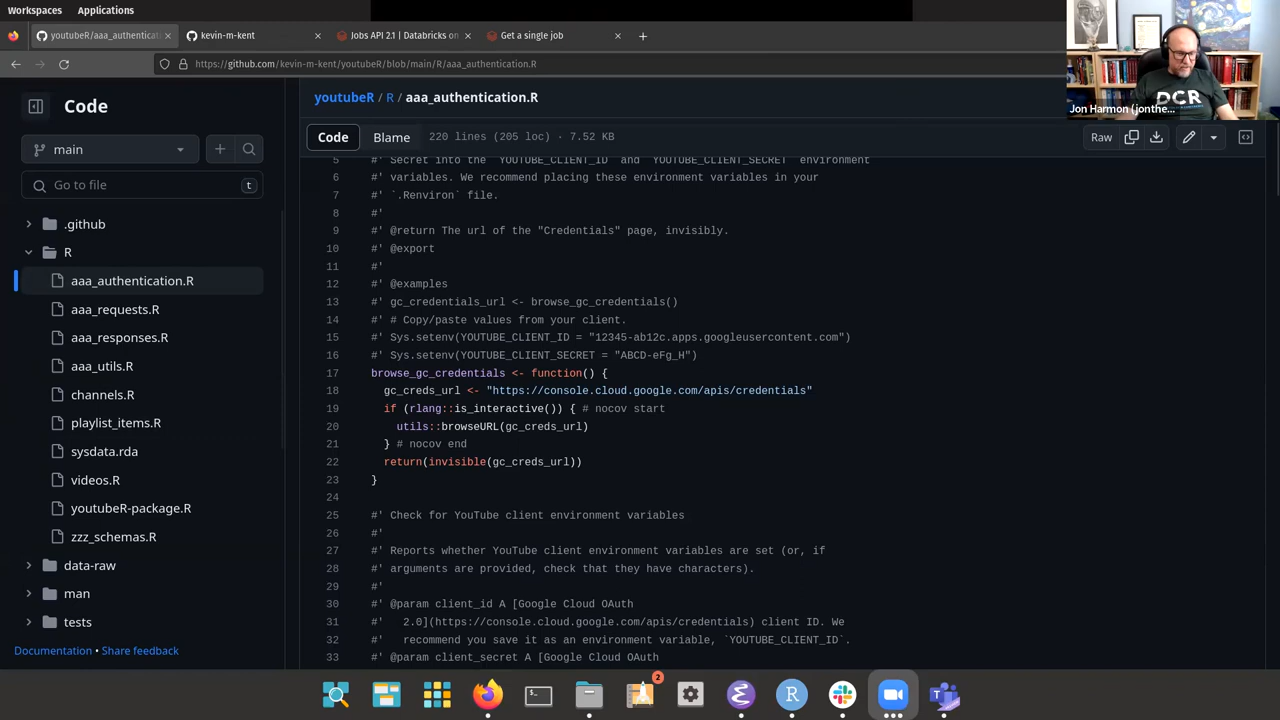 Workspaces Applications
youtubeR/aaa_authenticat
kevin-m-kent
Jobs API 2.1 | Databricks on
Get a single job
https://github.com/kevin-m-kent/youtubeR/blob/main/R/aaa_authentication.R
DCR
Jon Harmon (jonthe...
Code
main
Go to file t
.github
R
aaa_authentication.R
aaa_requests.R
aaa_responses.R
aaa_utils.R
channels.R
playlist_items.R
sysdata.rda
videos.R
youtubeR-package.R
zzz_schemas.R
data-raw
man
tests
Documentation • Share feedback
youtubeR / R / aaa_authentication.R
Code Blame 220 lines (205 loc) · 7.52 KB Raw
5 #' Secret into the `YOUTUBE_CLIENT_ID` and `YOUTUBE_CLIENT_SECRET` environment
6 #' variables. We recommend placing these environment variables in your
7 #' `.Renviron` file.
8 #'
9 #' @return The url of the "Credentials" page, invisibly.
10 #' @export
11 #'
12 #' @examples
13 #' gc_credentials_url <- browse_gc_credentials()
14 #' # Copy/paste values from your client.
15 #' Sys.setenv(YOUTUBE_CLIENT_ID = "12345-ab12c.apps.googleusercontent.com")
16 #' Sys.setenv(YOUTUBE_CLIENT_SECRET = "ABCD-eFg_H")
17 browse_gc_credentials <- function() {
18 gc_creds_url <- "https://console.cloud.google.com/apis/credentials"
19 if (rlang::is_interactive()) { # nocov start
20 utils::browseURL(gc_creds_url)
21 } # nocov end
22 return(invisible(gc_creds_url))
23 }
24
25 #' Check for YouTube client environment variables
26 #'
27 #' Reports whether YouTube client environment variables are set (or, if
28 #' arguments are provided, check that they have characters).
29 #'
30 #' @param client_id A [Google Cloud OAuth
31 #' 2.0](https://console.cloud.google.com/apis/credentials) client ID. We
32 #' recommend you save it as an environment variable, `YOUTUBE_CLIENT_ID`.
33 #' @param client_secret A [Google Cloud OAuth
2
R